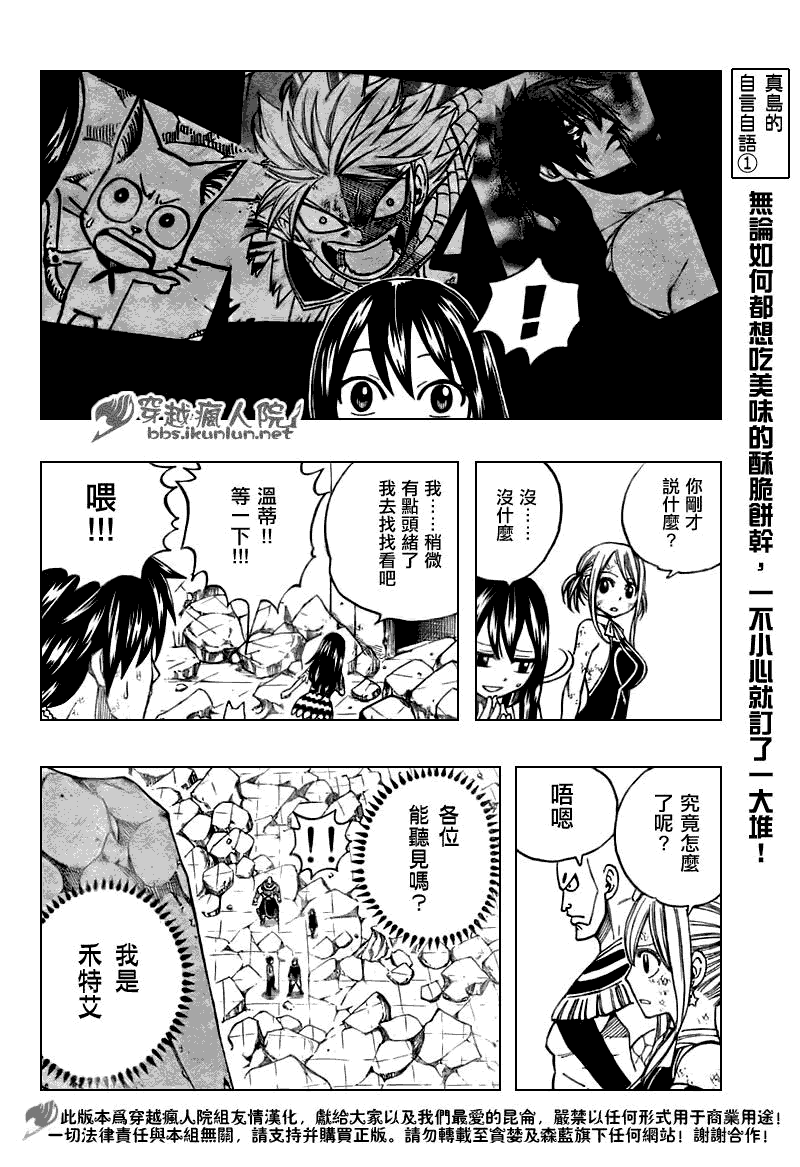 真島的
自言自語①
無論如何都想吃美味的酥脆餅幹，一不小心就訂了一大堆！
！
穿越瘋人院
bbs.ikunlun.net
你剛才
説什麼？
沒……
沒什麼
我……稍微
有點頭緒了
我去找找看吧
溫蒂!!
等一下!!!
喂
!!!
究竟怎麼
了呢？
唔嗯
各位
能聽見嗎？
!!
我是
禾特艾
此版本爲穿越瘋人院組友情漢化，獻給大家以及我們最愛的昆侖，嚴禁以任何形式用于商業用途！
一切法律責任與本組無關，請支持并購買正版。請勿轉載至貪婪及森藍旗下任何網站！謝謝合作！